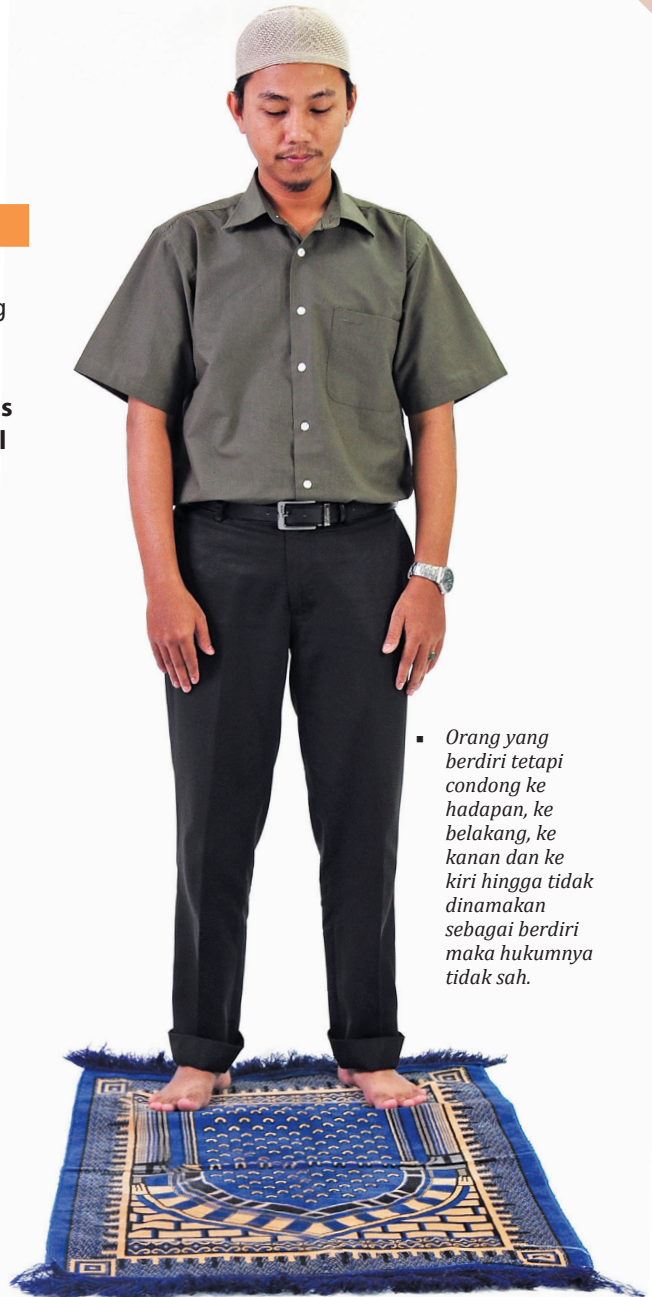 g
s
l
▪ Orang yang
berdiri tetapi
condong ke
hadapan, ke
belakang, ke
kanan dan ke
kiri hingga tidak
dinamakan
sebagai berdiri
maka hukumnya
tidak sah.